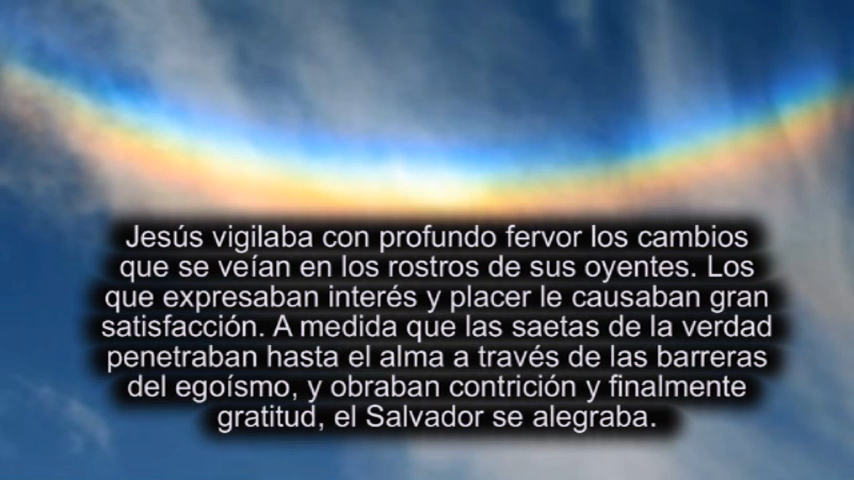 Jesús vigilaba con profundo fervor los cambios
que se veían en los rostros de sus oyentes. Los
que expresaban interés y placer le causaban gran
satisfacción. A medida que las saetas de la verdad
penetraban hasta el alma a través de las barreras
del egoísmo, y obraban contrición y finalmente
gratitud, el Salvador se alegraba.